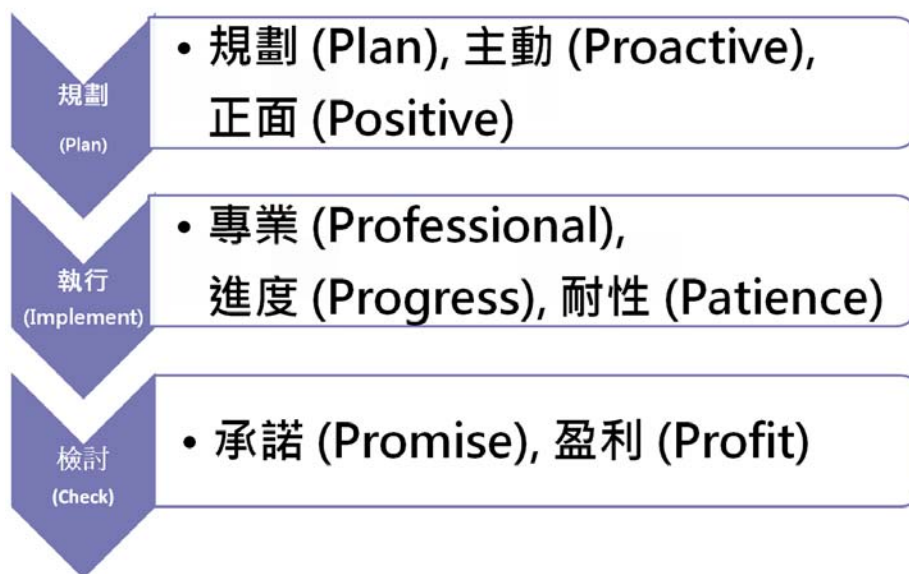 規劃
(Plan)
• 規劃 (Plan), 主動 (Proactive),
正面 (Positive)
執行
(Implement)
• 專業 (Professional),
進度 (Progress), 耐性 (Patience)
檢討
(Check)
• 承諾 (Promise), 盈利 (Profit)